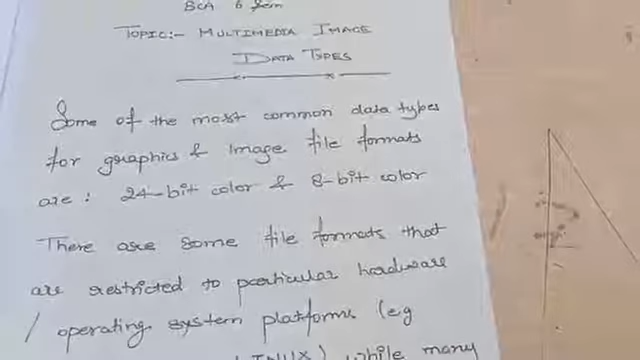 BCA 6 Sem
TOPIC:- MULTIMEDIA IMAGE
DATA TYPES
Some of the most common data types
for graphics & image file formats
are: 24-bit color & 8-bit color
There are some file formats that
are restricted to particular hardware
/ operating system platforms (eg
LINUX) while many